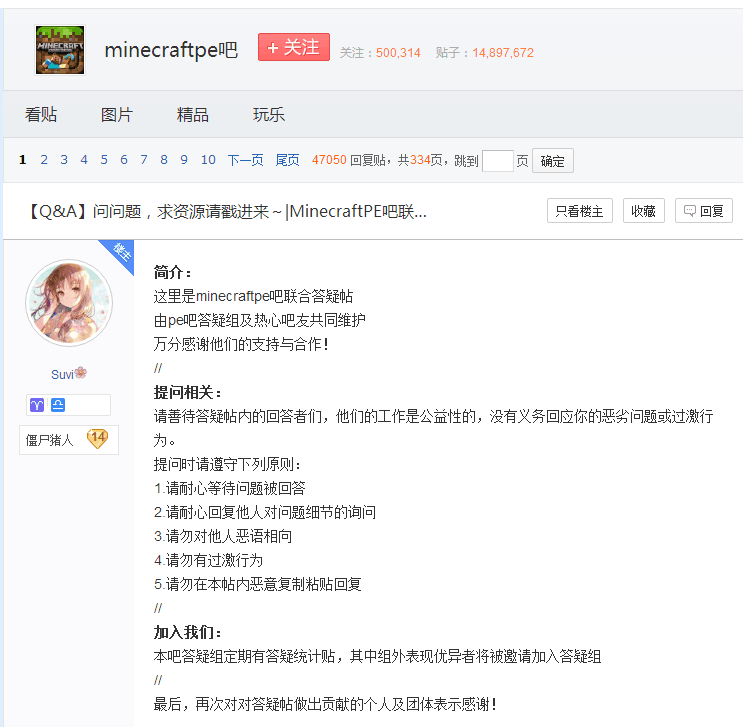 MINECRAFT
minecraftpe吧
+ 关注
关注：500,314 贴子：14,897,672
看贴 图片 精品 玩乐
1 2 3 4 5 6 7 8 9 10 下一页 尾页 47050 回复贴，共334页，跳到 页 确定
【Q&A】问问题，求资源请戳进来～|MinecraftPE吧联...
只看楼主 收藏 回复
楼主
Suvi
僵尸猪人 14
简介：
这里是minecraftpe吧联合答疑帖
由pe吧答疑组及热心吧友共同维护
万分感谢他们的支持与合作！
//
提问相关：
请善待答疑帖内的回答者们，他们的工作是公益性的，没有义务回应你的恶劣问题或过激行
为。
提问时请遵守下列原则：
1.请耐心等待问题被回答
2.请耐心回复他人对问题细节的询问
3.请勿对他人恶语相向
4.请勿有过激行为
5.请勿在本帖内恶意复制粘贴回复
//
加入我们：
本吧答疑组定期有答疑统计贴，其中组外表现优异者将被邀请加入答疑组
//
最后，再次对对答疑帖做出贡献的个人及团体表示感谢！